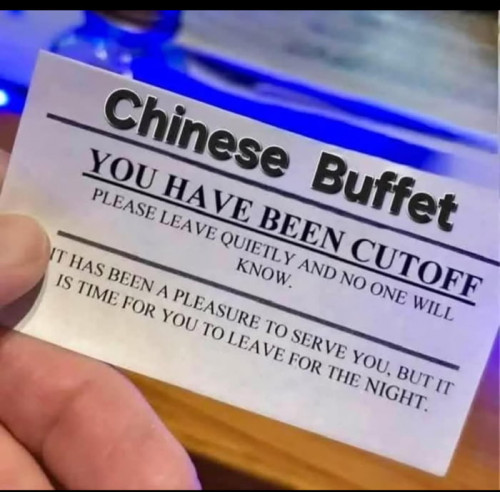 Chinese Buffet
YOU HAVE BEEN CUTOFF
PLEASE LEAVE QUIETLY AND NO ONE WILL
KNOW.
IT HAS BEEN A PLEASURE TO SERVE YOU, BUT IT
IS TIME FOR YOU TO LEAVE FOR THE NIGHT.